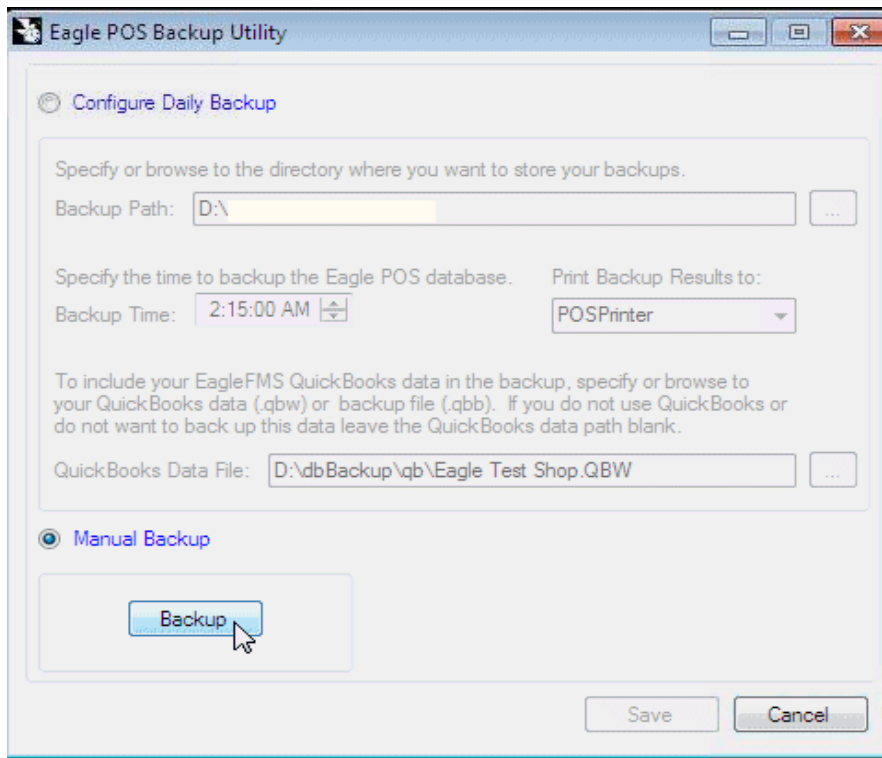 Eagle POS Backup Utility
Configure Daily Backup
Specify or browse to the directory where you want to store your backups.
Backup Path: D:\ ...
Specify the time to backup the Eagle POS database. Print Backup Results to:
Backup Time: 2:15:00 AM POSPrinter
To include your EagleFMS QuickBooks data in the backup, specify or browse to
your QuickBooks data (.qbw) or backup file (.qbb). If you do not use QuickBooks or
do not want to back up this data leave the QuickBooks data path blank.
QuickBooks Data File: D:\dbBackup\qb\Eagle Test Shop.QBW ...
Manual Backup
Backup
Save Cancel